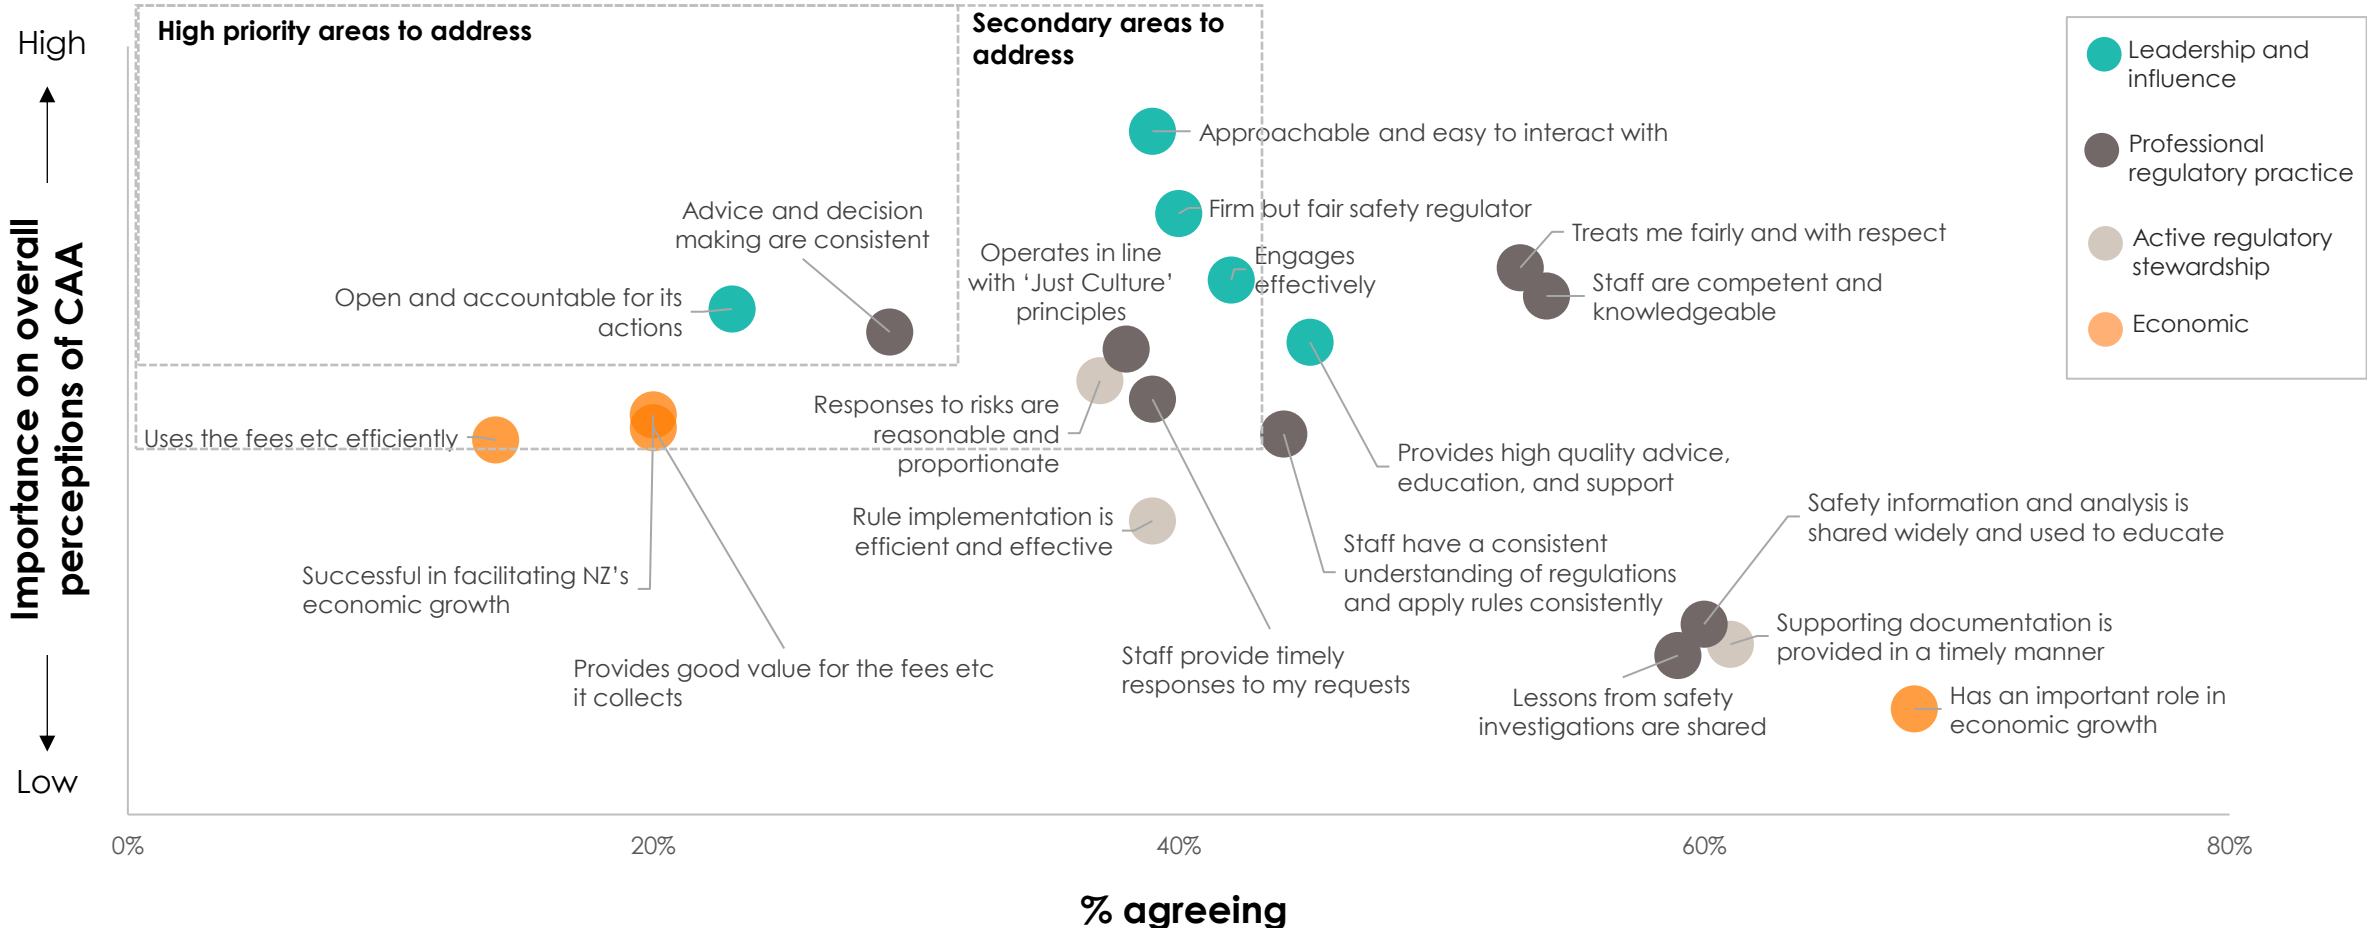 High priority areas to address
Secondary areas to
address
High
Importance on overall
perceptions of CAA
Low
Leadership and
influence
Professional
regulatory practice
Active regulatory
stewardship
Economic
Approachable and easy to interact with
Firm but fair safety regulator
Advice and decision
making are consistent
Operates in line
with ‘Just Culture’
principles
Engages
effectively
Treats me fairly and with respect
Staff are competent and
knowledgeable
Open and accountable for its
actions
Uses the fees etc efficiently
Responses to risks are
reasonable and
proportionate
Provides high quality advice,
education, and support
Rule implementation is
efficient and effective
Staff have a consistent
understanding of regulations
and apply rules consistently
Safety information and analysis is
shared widely and used to educate
Successful in facilitating NZ’s
economic growth
Provides good value for the fees etc
it collects
Staff provide timely
responses to my requests
Supporting documentation is
provided in a timely manner
Lessons from safety
investigations are shared
Has an important role in
economic growth
0%
20%
40%
60%
80%
% agreeing